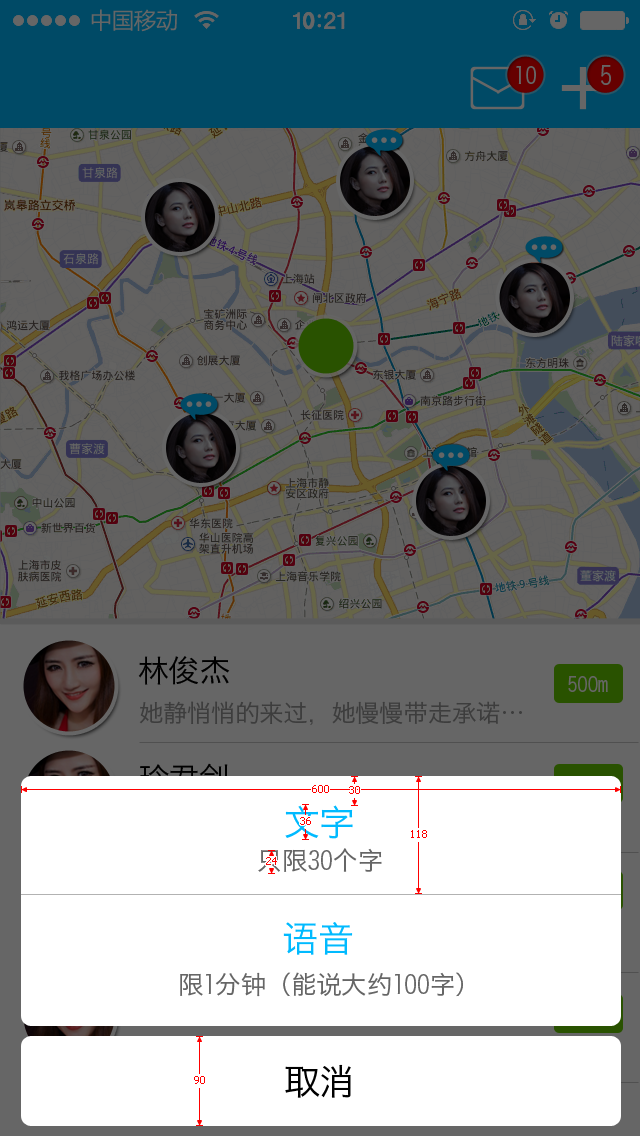 中国移动 10:21
10 5
甘泉公园
方舟大厦
甘泉路
岚皋路立交桥
中山北路
地铁-4-号线
石泉路
上海站
闸北区政府
海宁路
宝矿洲际
商务中心
鸿运大厦
地铁
创展大厦
东方明珠
我格广场办公楼
东银大厦
南京路步行街
一大厦
长征医院
外滩隧道
大厦
曹家渡
大厦
上海市静
安区政府
中山公园
新世界百货
华东医院
华山医院高
架直升机场
复兴公园
上海市皮
肤病医院
上海音乐学院
董家渡
地铁-9-号线
延安西路
绍兴公园
林俊杰
500m
她静悄悄的来过，她慢慢带走承诺…
600
30
文字
36
118
只限30个字
24
语音
限1分钟（能说大约100字）
取消
90